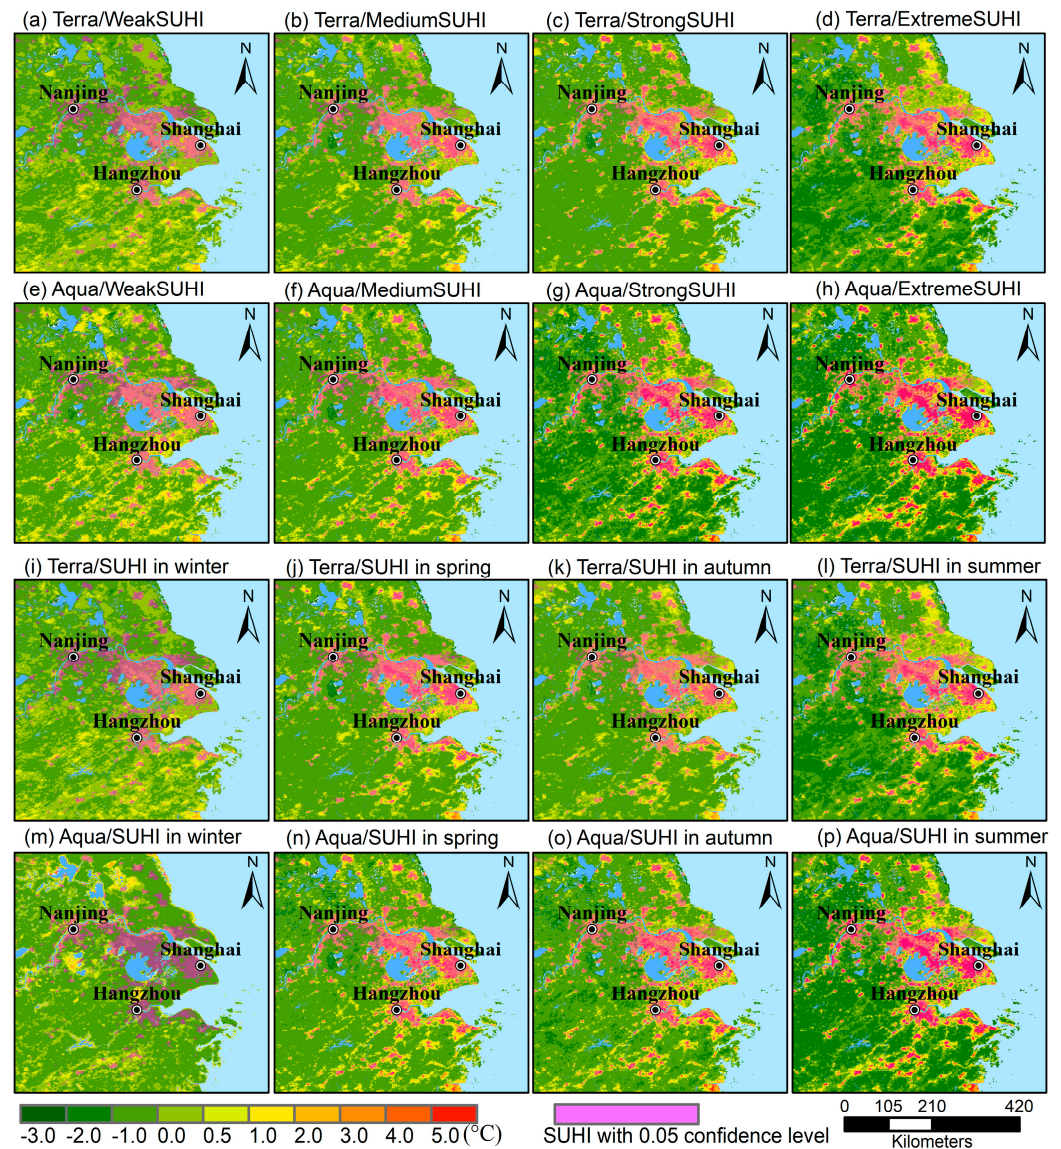 (a) Terra/WeakSUHI (b) Terra/MediumSUHI (c) Terra/StrongSUHI (d) Terra/ExtremeSUHI
N N N N
Nanjing Nanjing Nanjing Nanjing
Shanghai Shanghai Shanghai Shanghai
Hangzhou Hangzhou Hangzhou Hangzhou
(e) Aqua/WeakSUHI (f) Aqua/MediumSUHI (g) Aqua/StrongSUHI (h) Aqua/ExtremeSUHI
N N N N
Nanjing Nanjing Nanjing Nanjing
Shanghai Shanghai Shanghai Shanghai
Hangzhou Hangzhou Hangzhou Hangzhou
(i) Terra/SUHI in winter (j) Terra/SUHI in spring (k) Terra/SUHI in autumn (l) Terra/SUHI in summer
N N N N
Nanjing Nanjing Nanjing Nanjing
Shanghai Shanghai Shanghai Shanghai
Hangzhou Hangzhou Hangzhou Hangzhou
(m) Aqua/SUHI in winter (n) Aqua/SUHI in spring (o) Aqua/SUHI in autumn (p) Aqua/SUHI in summer
N N N N
Nanjing Nanjing Nanjing Nanjing
Shanghai Shanghai Shanghai Shanghai
Hangzhou Hangzhou Hangzhou Hangzhou
-3.0 -2.0 -1.0 0.0 0.5 1.0 2.0 3.0 4.0 5.0 (°C)
SUHI with 0.05 confidence level
0 105 210 420
Kilometers